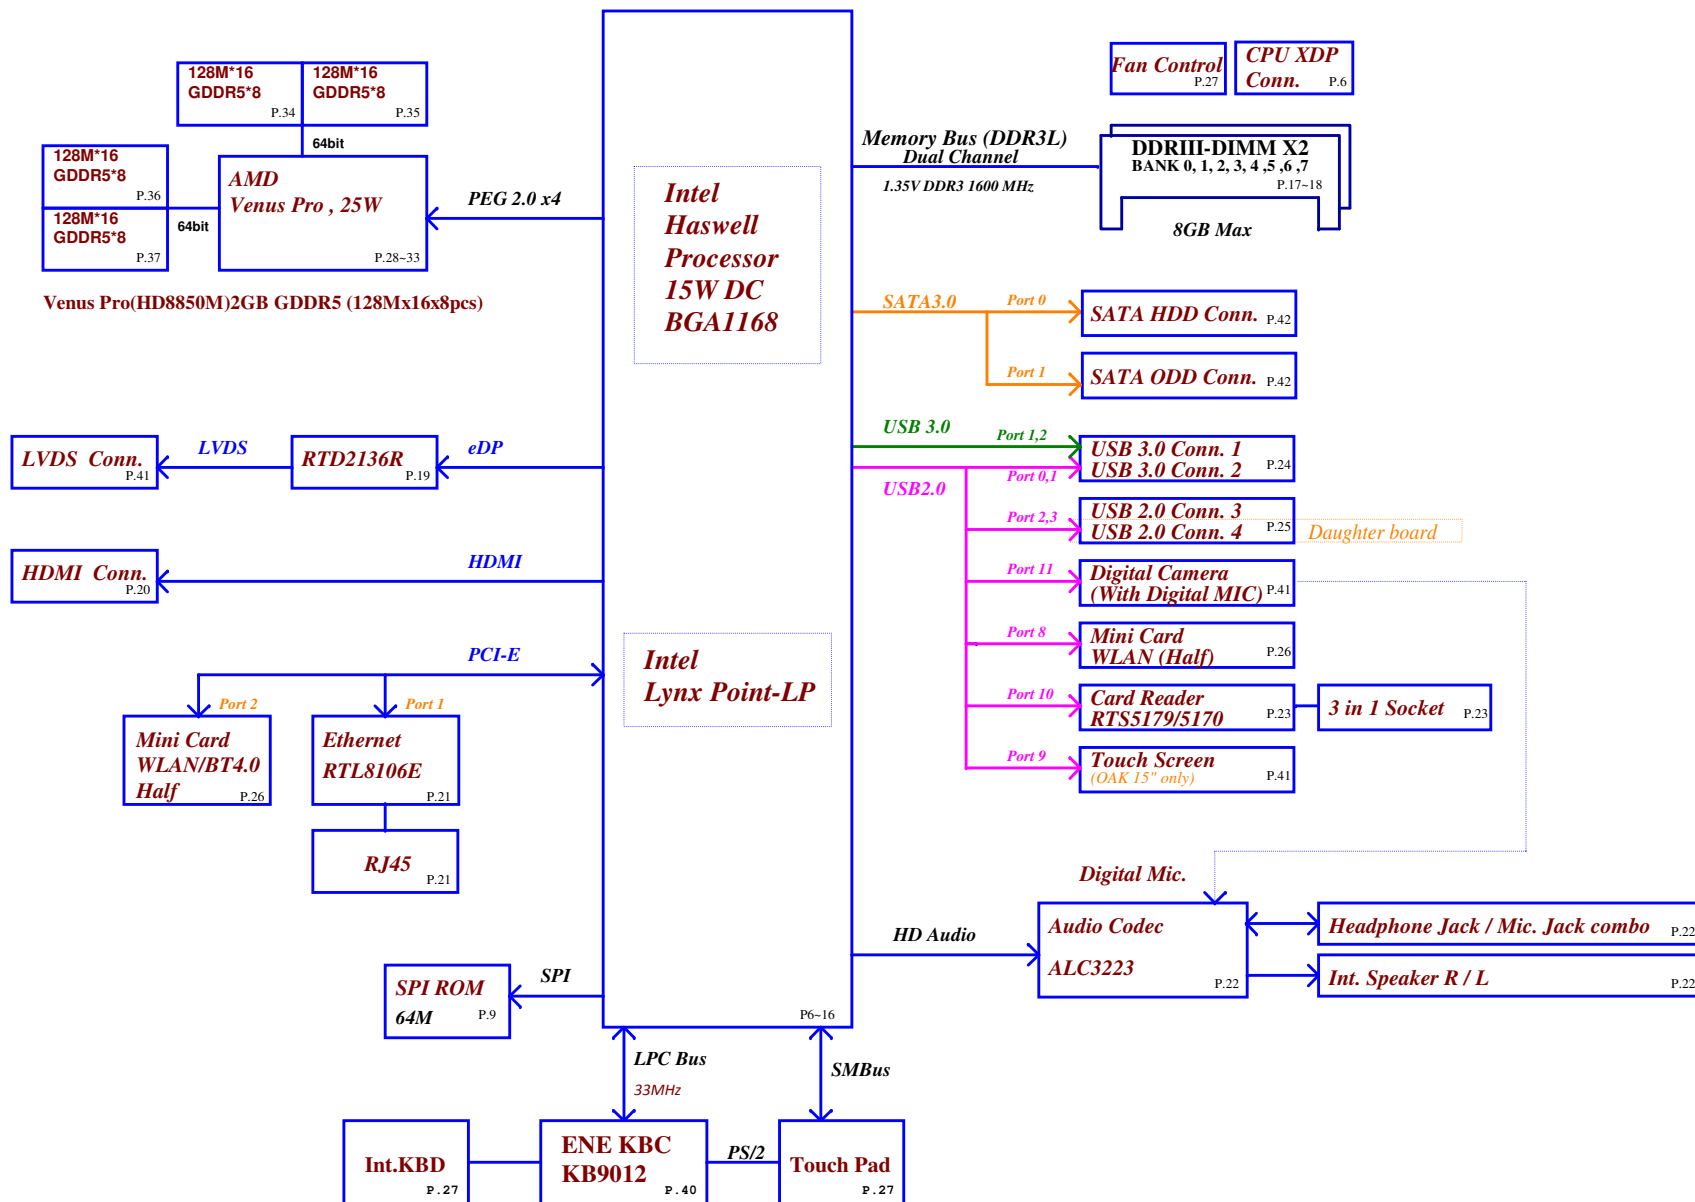 128M*16
GDDR5*8
P.34
128M*16
GDDR5*8
P.35
64bit
128M*16
GDDR5*8
P.36
128M*16
GDDR5*8
P.37
64bit
AMD
Venus Pro , 25W
P.28~33
PEG 2.0 x4
Venus Pro(HD8850M)2GB GDDR5 (128Mx16x8pcs)
Intel
Haswell
Processor
15W DC
BGA1168
Fan Control
P.27
CPU XDP
Conn.
P.6
Memory Bus (DDR3L)
Dual Channel
1.35V DDR3 1600 MHz
DDRIII-DIMM X2
BANK 0, 1, 2, 3, 4 ,5 ,6 ,7
P.17~18
8GB Max
SATA3.0
Port 0
SATA HDD Conn.
P.42
Port 1
SATA ODD Conn.
P.42
USB 3.0
Port 1,2
USB 3.0 Conn. 1
USB 3.0 Conn. 2
P.24
USB2.0
Port 0,1
Port 2,3
USB 2.0 Conn. 3
USB 2.0 Conn. 4
P.25
Daughter board
Port 11
Digital Camera
(With Digital MIC)
P.41
Port 8
Mini Card
WLAN (Half)
P.26
Port 10
Card Reader
RTS5179/5170
P.23
3 in 1 Socket
P.23
Port 9
Touch Screen
(OAK 15" only)
P.41
LVDS Conn.
P.41
LVDS
RTD2136R
P.19
eDP
HDMI Conn.
P.20
HDMI
Intel
Lynx Point-LP
PCI-E
Port 2
Port 1
Mini Card
WLAN/BT4.0
Half
P.26
Ethernet
RTL8106E
P.21
RJ45
P.21
Digital Mic.
HD Audio
Audio Codec
ALC3223
P.22
Headphone Jack / Mic. Jack combo
P.22
Int. Speaker R / L
P.22
SPI ROM
64M
P.9
SPI
P6~16
LPC Bus
33MHz
SMBus
Int.KBD
P.27
ENE KBC
KB9012
P.40
PS/2
Touch Pad
P.27